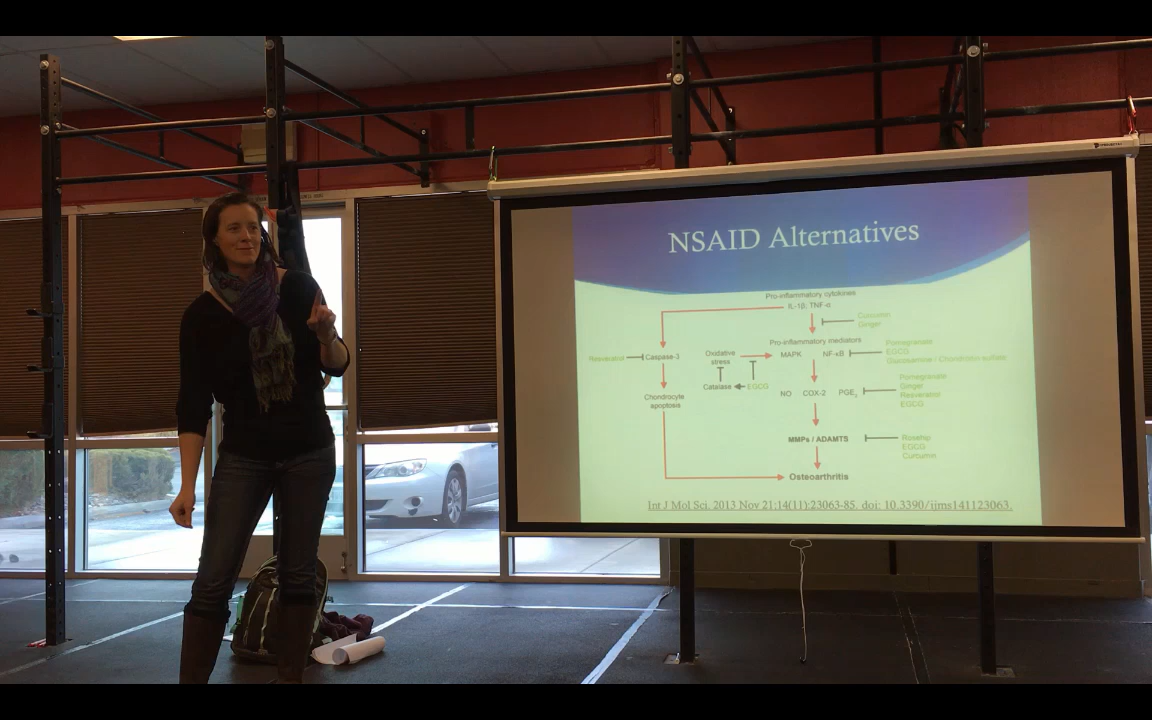 NSAID Alternatives
Pro-inflammatory cytokines
IL-1β; TNF-α
Curcumin
Ginger
Pro-inflammatory mediators
MAPK NF-κB
Pomegranate
EGCG
Glucosamine / Chondroitin sulfate
Resveratrol
Caspase-3
Oxidative
stress
Catalase
EGCG
Chondrocyte
apoptosis
NO COX-2 PGE2
Pomegranate
Ginger
Resveratrol
EGCG
MMPs / ADAMTS
Rosehip
EGCG
Curcumin
Osteoarthritis
Int J Mol Sci. 2013 Nov 21;14(11):23063-85. doi: 10.3390/ijms141123063.